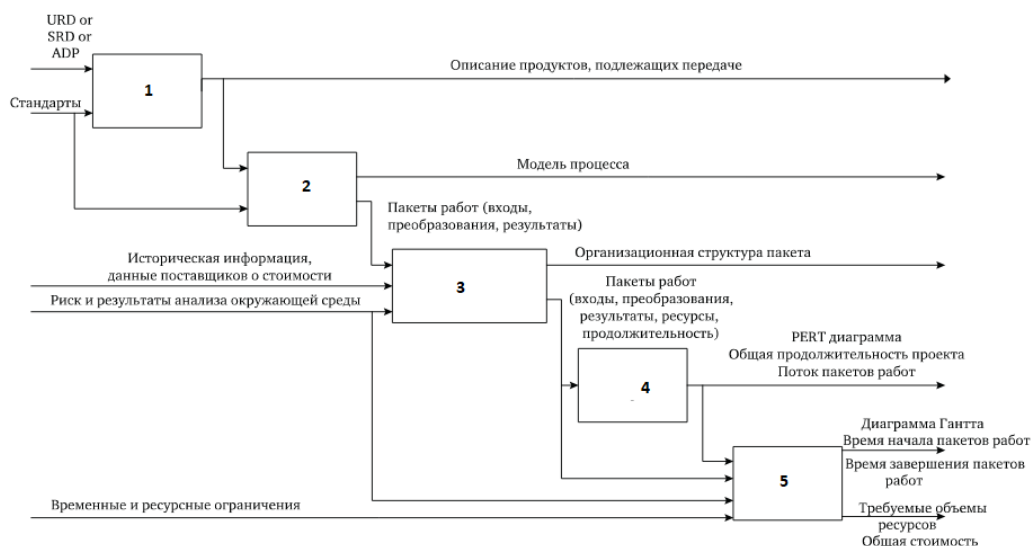 URD or
SRD or
ADP
1
Описание продуктов, подлежащих передаче
Стандарты
2
Модель процесса
Пакеты работ (входы,
преобразования, результаты)
Историческая информация,
данные поставщиков о стоимости
3
Организационная структура пакета
Риск и результаты анализа окружающей среды
Пакеты работ
(входы, преобразования,
результаты, ресурсы,
продолжительность)
4
PERT диаграмма
Общая продолжительность проекта
Поток пакетов работ
Диаграмма Гантта
Время начала пакетов работ
5
Время завершения пакетов
работ
Временные и ресурсные ограничения
Требуемые объемы
ресурсов
Общая стоимость